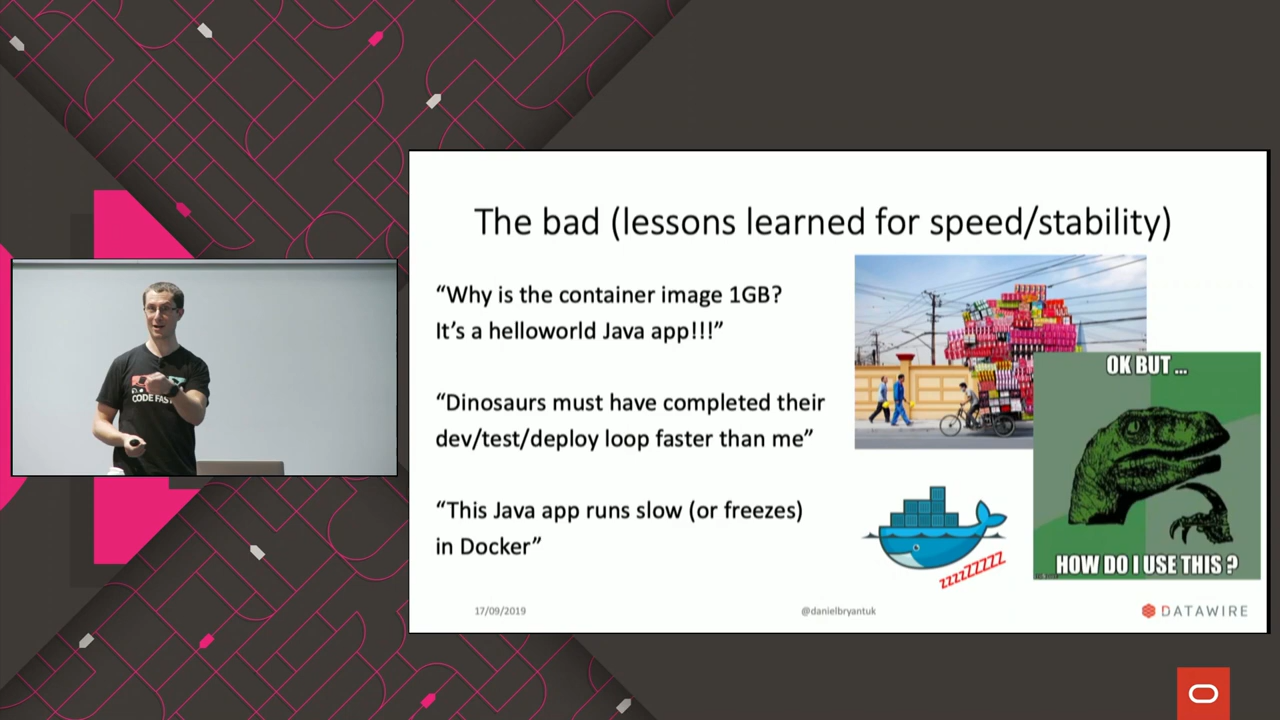 The bad (lessons learned for speed/stability)
“Why is the container image 1GB?
It’s a helloworld Java app!!!”
“Dinosaurs must have completed their
dev/test/deploy loop faster than me”
“This Java app runs slow (or freezes)
in Docker”
OK BUT ...
HOW DO I USE THIS ?
zzzzzzzzz
CODE FAS
17/09/2019
@danielbryantuk
DATAWIRE